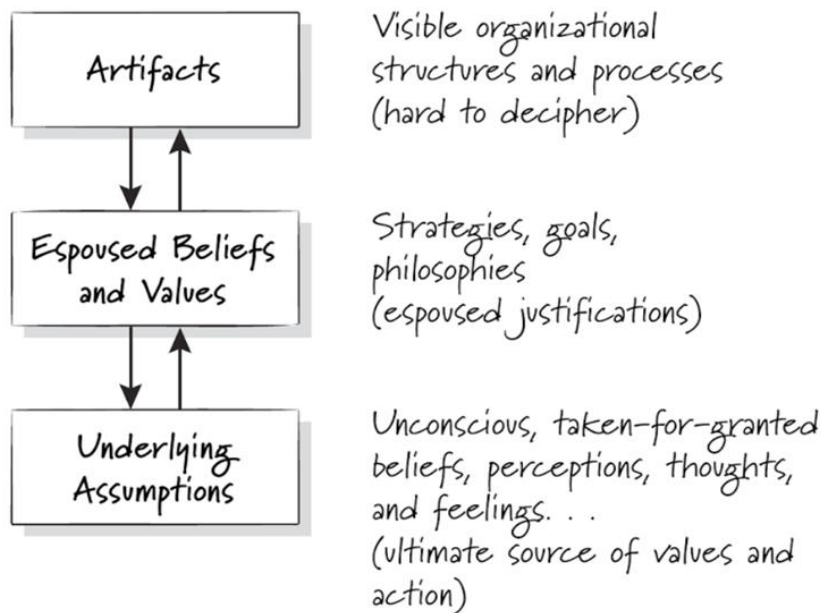 Artifacts
Visible organizational
structures and processes
(hard to decipher)
Espoused Beliefs
and Values
Strategies, goals,
philosophies
(espoused justifications)
Underlying
Assumptions
Unconscious, taken-for-granted
beliefs, perceptions, thoughts,
and feelings. . .
(ultimate source of values and
action)